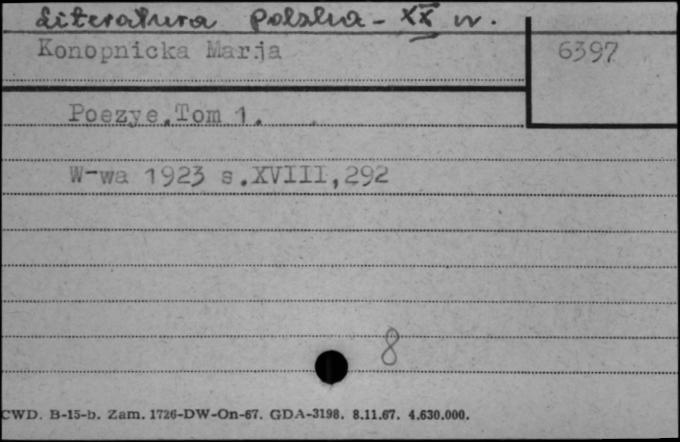 Literatura polska - XX w.
Konopnicka Marja 6397
Poezye.Tom 1.
W-wa 1923 s.XVIII,292
8
CWD. B-15-b. Zam. 1726-DW-On-67. GDA-3198. 8.11.67. 4.630.000.